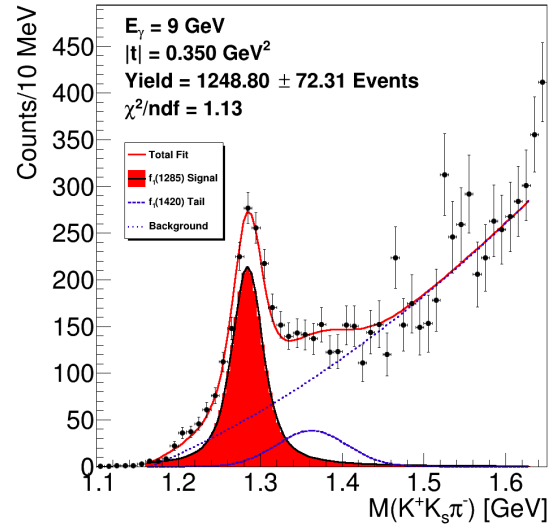 E_γ = 9 GeV
|t| = 0.350 GeV²
Yield = 1248.80 ± 72.31 Events
χ²/ndf = 1.13
Total Fit
f₁(1285) Signal
f₁(1420) Tail
Background
Counts/10 MeV
450
400
350
300
250
200
150
100
50
0
1.1 1.2 1.3 1.4 1.5 1.6
M(K⁺Kₛπ⁻) [GeV]